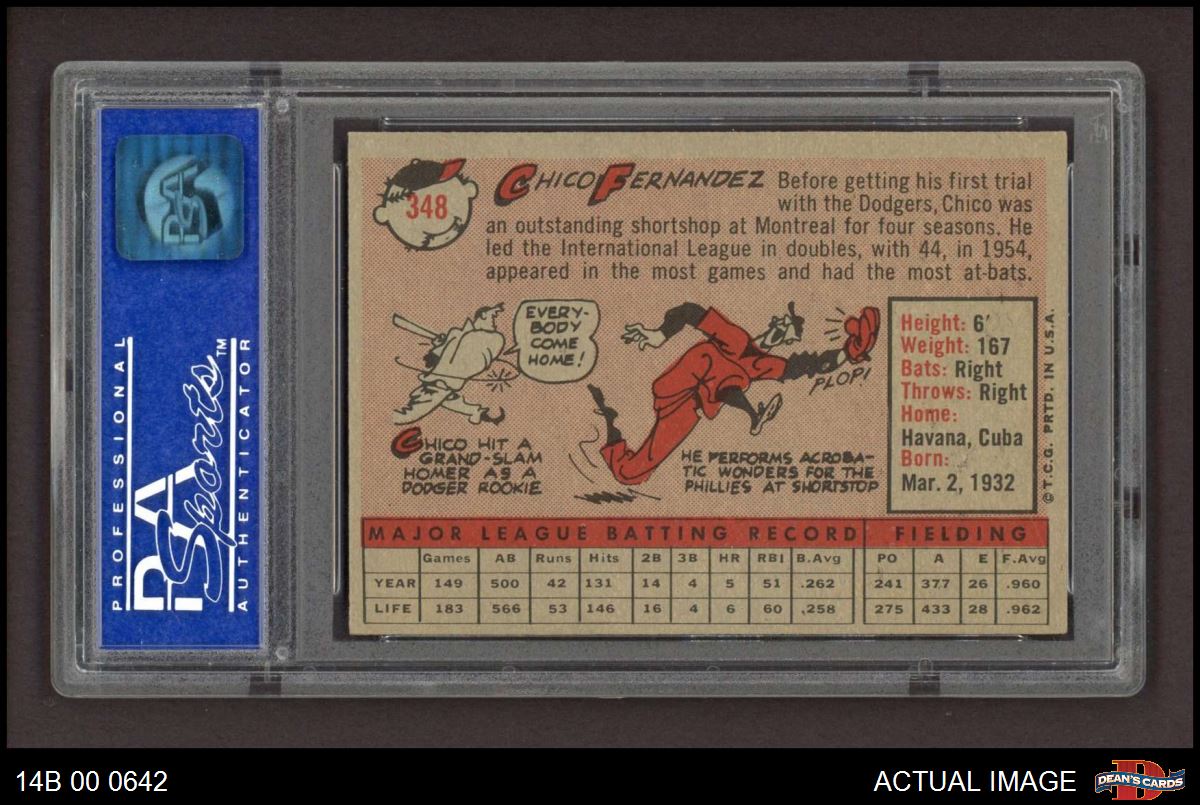 PROFESSIONAL
PSA
Sports™
AUTHENTICATOR
PSA
348
CHICO FERNANDEZ
Before getting his first trial
with the Dodgers, Chico was
an outstanding shortshop at Montreal for four seasons. He
led the International League in doubles, with 44, in 1954,
appeared in the most games and had the most at-bats.
EVERY-
BODY
COME
HOME!
CHICO HIT A
GRAND-SLAM
HOMER AS A
DODGER ROOKIE
PLOP!
HE PERFORMS ACROBA-
TIC WONDERS FOR THE
PHILLIES AT SHORTSTOP
Height: 6'
Weight: 167
Bats: Right
Throws: Right
Home:
Havana, Cuba
Born:
Mar. 2, 1932
© T.C.G. PRTD. IN U.S.A.
MAJOR LEAGUE BATTING RECORD FIELDING
Games AB Runs Hits 2B 3B HR RBI B.Avg PO A E F.Avg
YEAR 149 500 42 131 14 4 5 51 .262 241 377 26 .960
LIFE 183 566 53 146 16 4 6 60 .258 275 433 28 .962
14B 00 0642
ACTUAL IMAGE
DEAN'S CARDS